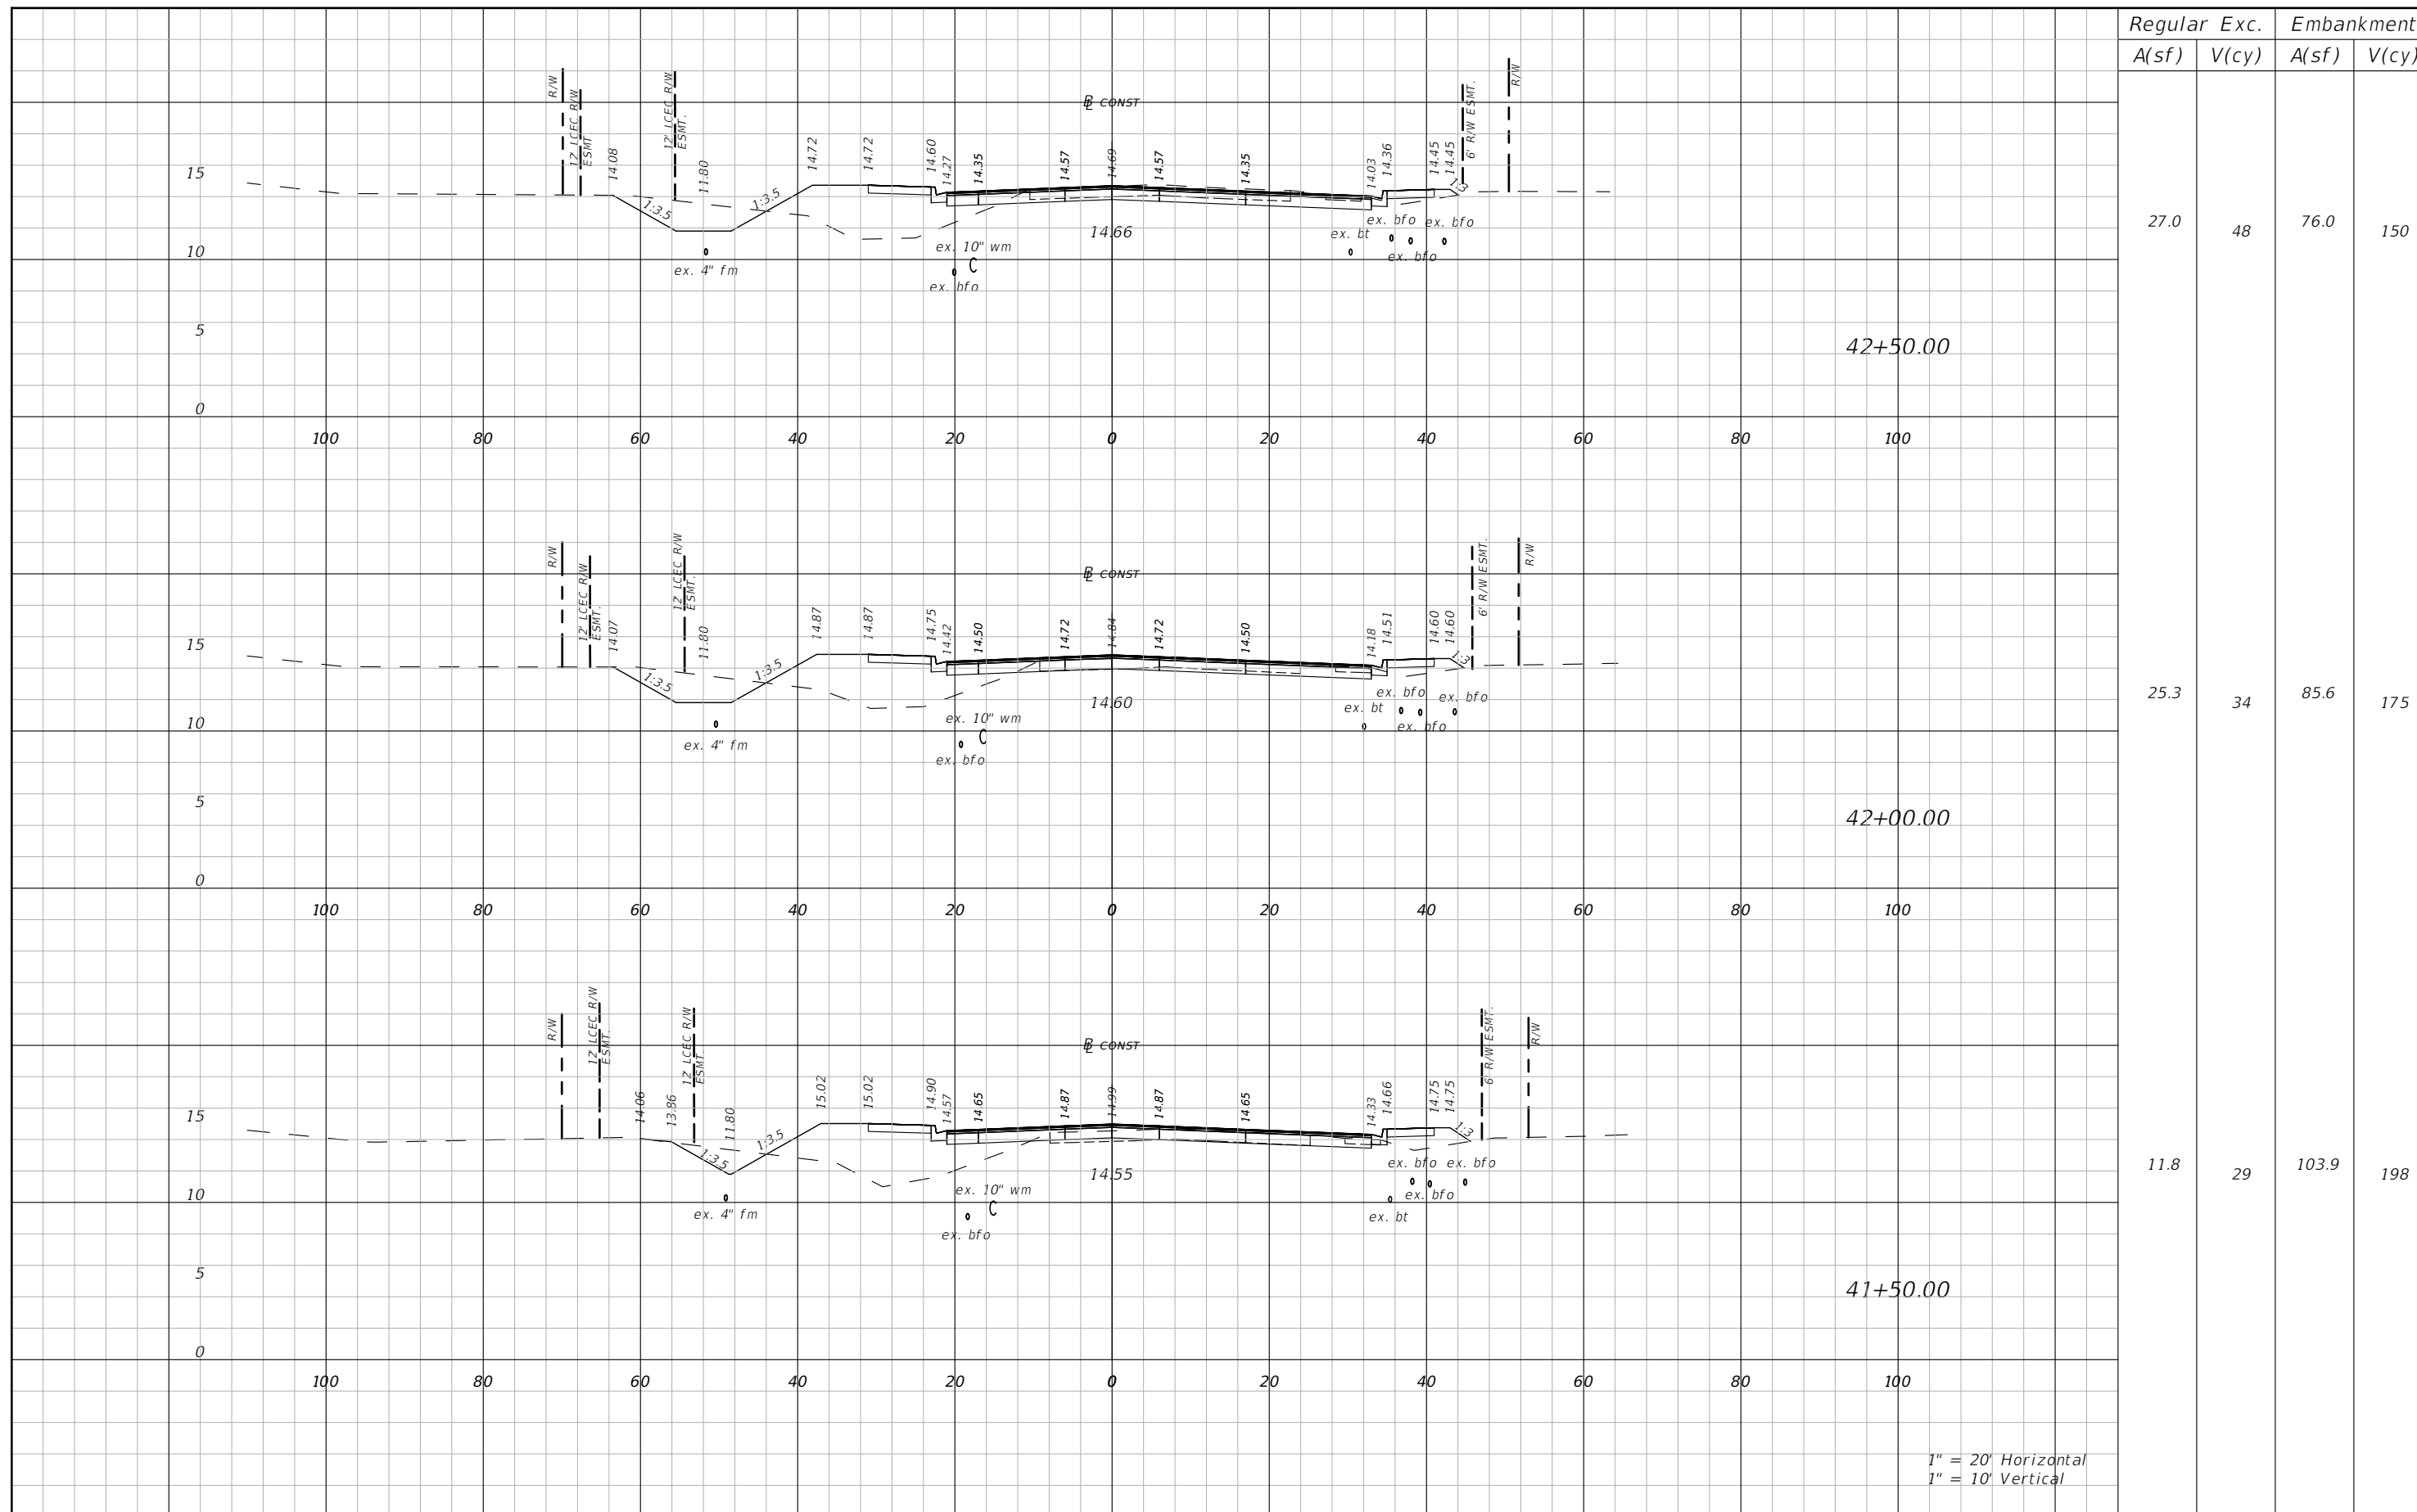 Regular Exc. Embankment
A(sf) V(cy) A(sf) V(cy)
R/W
12' LCEC R/W
ESMT.
12' LCEC R/W
ESMT.
BL CONST
6' R/W ESMT.
R/W
14.08
11.80
14.72
14.72
14.60
14.27
14.35
14.57
14.69
14.57
14.35
14.03
14.36
14.45
14.45
1:3.5
1:3.5
1:3
15
10
5
0
14.66
ex. 4" fm
ex. 10" wm
ex. bfo
ex. bt
ex. bfo
ex. bfo
ex. bfo
27.0 48 76.0 150
42+50.00
100 80 60 40 20 0 20 40 60 80 100
R/W
12' LCEC R/W
ESMT.
12' LCEC R/W
ESMT.
BL CONST
6' R/W ESMT.
R/W
14.07
11.80
14.87
14.87
14.75
14.42
14.50
14.72
14.84
14.72
14.50
14.18
14.51
14.60
14.60
1:3.5
1:3.5
1:3
15
10
5
0
14.60
ex. 4" fm
ex. 10" wm
ex. bfo
ex. bt
ex. bfo
ex. bfo
ex. bfo
25.3 34 85.6 175
42+00.00
100 80 60 40 20 0 20 40 60 80 100
R/W
12' LCEC R/W
ESMT.
12' LCEC R/W
ESMT.
BL CONST
6' R/W ESMT.
R/W
14.06
13.86
11.80
15.02
15.02
14.90
14.57
14.65
14.87
14.99
14.87
14.65
14.33
14.66
14.75
14.75
1:3.5
1:3.5
1:3
15
10
5
0
14.55
ex. 4" fm
ex. 10" wm
ex. bfo
ex. bfo
ex. bfo
ex. bfo
ex. bt
11.8 29 103.9 198
41+50.00
100 80 60 40 20 0 20 40 60 80 100
1" = 20' Horizontal
1" = 10' Vertical